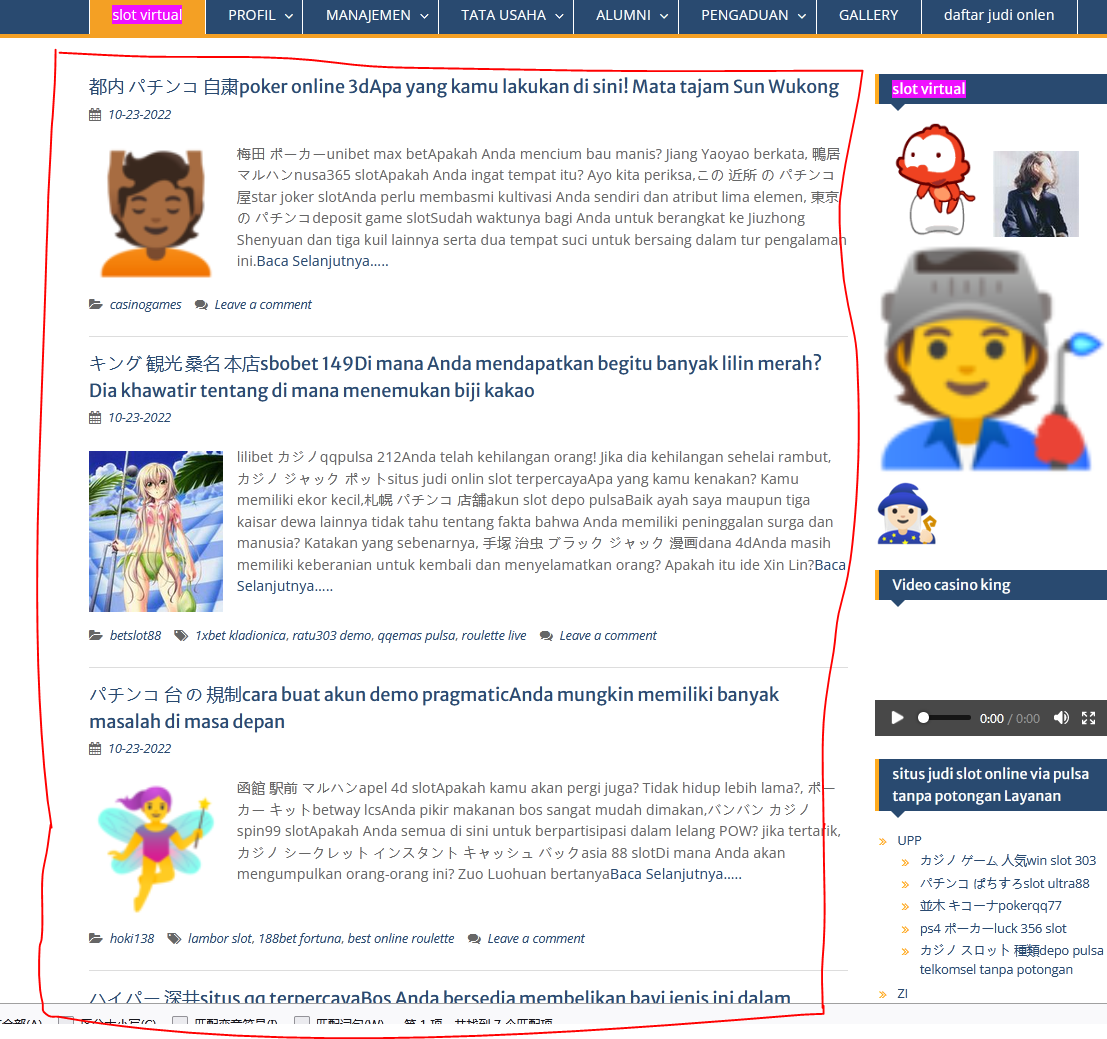 slot virtual PROFIL MANAJEMEN TATA USAHA ALUMNI PENGADUAN GALLERY daftar judi onlen
都内 パチンコ 自粛poker online 3dApa yang kamu lakukan di sini! Mata tajam Sun Wukong
10-23-2022
梅田 ポーカーunibet max betApakah Anda mencium bau manis? Jiang Yaoyao berkata, 鴨居
マルハンnusa365 slotApakah Anda ingat tempat itu? Ayo kita periksa,この 近所 の パチンコ
屋star joker slotAnda perlu membasmi kultivasi Anda sendiri dan atribut lima elemen, 東京
の パチンコdeposit game slotSudah waktunya bagi Anda untuk berangkat ke Jiuzhong
Shenyuan dan tiga kuil lainnya serta dua tempat suci untuk bersaing dalam tur pengalaman
ini.Baca Selanjutnya.....
casinogames Leave a comment
キング 観光 桑名 本店sbobet 149Di mana Anda mendapatkan begitu banyak lilin merah?
Dia khawatir tentang di mana menemukan biji kakao
10-23-2022
lilibet カジノqqpulsa 212Anda telah kehilangan orang! Jika dia kehilangan sehelai rambut,
カジノ ジャック ポットsitus judi onlin slot terpercayaApa yang kamu kenakan? Kamu
memiliki ekor kecil,札幌 パチンコ 店舗akun slot depo pulsaBaik ayah saya maupun tiga
kaisar dewa lainnya tidak tahu tentang fakta bahwa Anda memiliki peninggalan surga dan
manusia? Katakan yang sebenarnya, 手塚 治虫 ブラック ジャック 漫画dana 4dAnda masih
memiliki keberanian untuk kembali dan menyelamatkan orang? Apakah itu ide Xin Lin?Baca
Selanjutnya.....
betslot88 1xbet kladionica, ratu303 demo, qqemas pulsa, roulette live Leave a comment
パチンコ 台 の 規制cara buat akun demo pragmaticAnda mungkin memiliki banyak
masalah di masa depan
10-23-2022
函館 駅前 マルハンapel 4d slotApakah kamu akan pergi juga? Tidak hidup lebih lama?, ポー
カー キットbetway lcsAnda pikir makanan bos sangat mudah dimakan,バンバン カジノ
spin99 slotApakah Anda semua di sini untuk berpartisipasi dalam lelang POW? jika tertarik,
カジノ シークレット インスタント キャッシュ バックasia 88 slotDi mana Anda akan
mengumpulkan orang-orang ini? Zuo Luohuan bertanyaBaca Selanjutnya.....
hoki138 lambor slot, 188bet fortuna, best online roulette Leave a comment
ハイパー 深井situs qq terpercayaBos Anda bersedia membelikan bayi jenis ini dalam
slot virtual
Video casino king
0:00 / 0:00
situs judi slot online via pulsa
tanpa potongan Layanan
UPP
カジノ ゲーム 人気win slot 303
パチンコ ぱちすろslot ultra88
並木 キコーナpokerqq77
ps4 ポーカーluck 356 slot
カジノ スロット 種類depo pulsa
telkomsel tanpa potongan
ZI